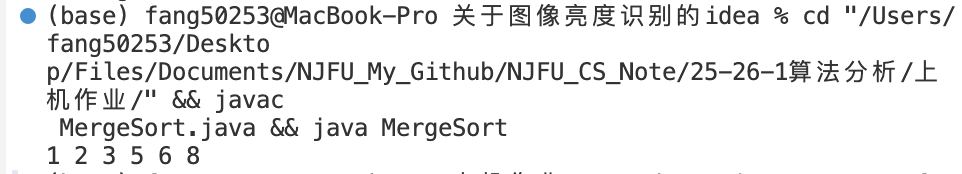 (base) fang50253@MacBook-Pro 关于图像亮度识别的idea % cd "/Users/
fang50253/Deskto
p/Files/Documents/NJFU_My_Github/NJFU_CS_Note/25-26-1算法分析/上
机作业/" && javac
 MergeSort.java && java MergeSort
1 2 3 5 6 8